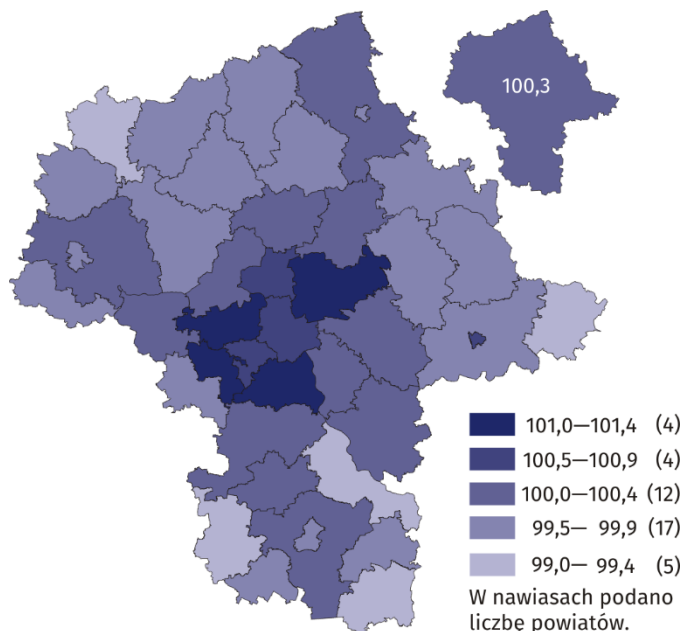 100,3
101,0—101,4 (4)
100,5—100,9 (4)
100,0—100,4 (12)
99,5— 99,9 (17)
99,0— 99,4 (5)
W nawiasach podano
liczbę powiatów.